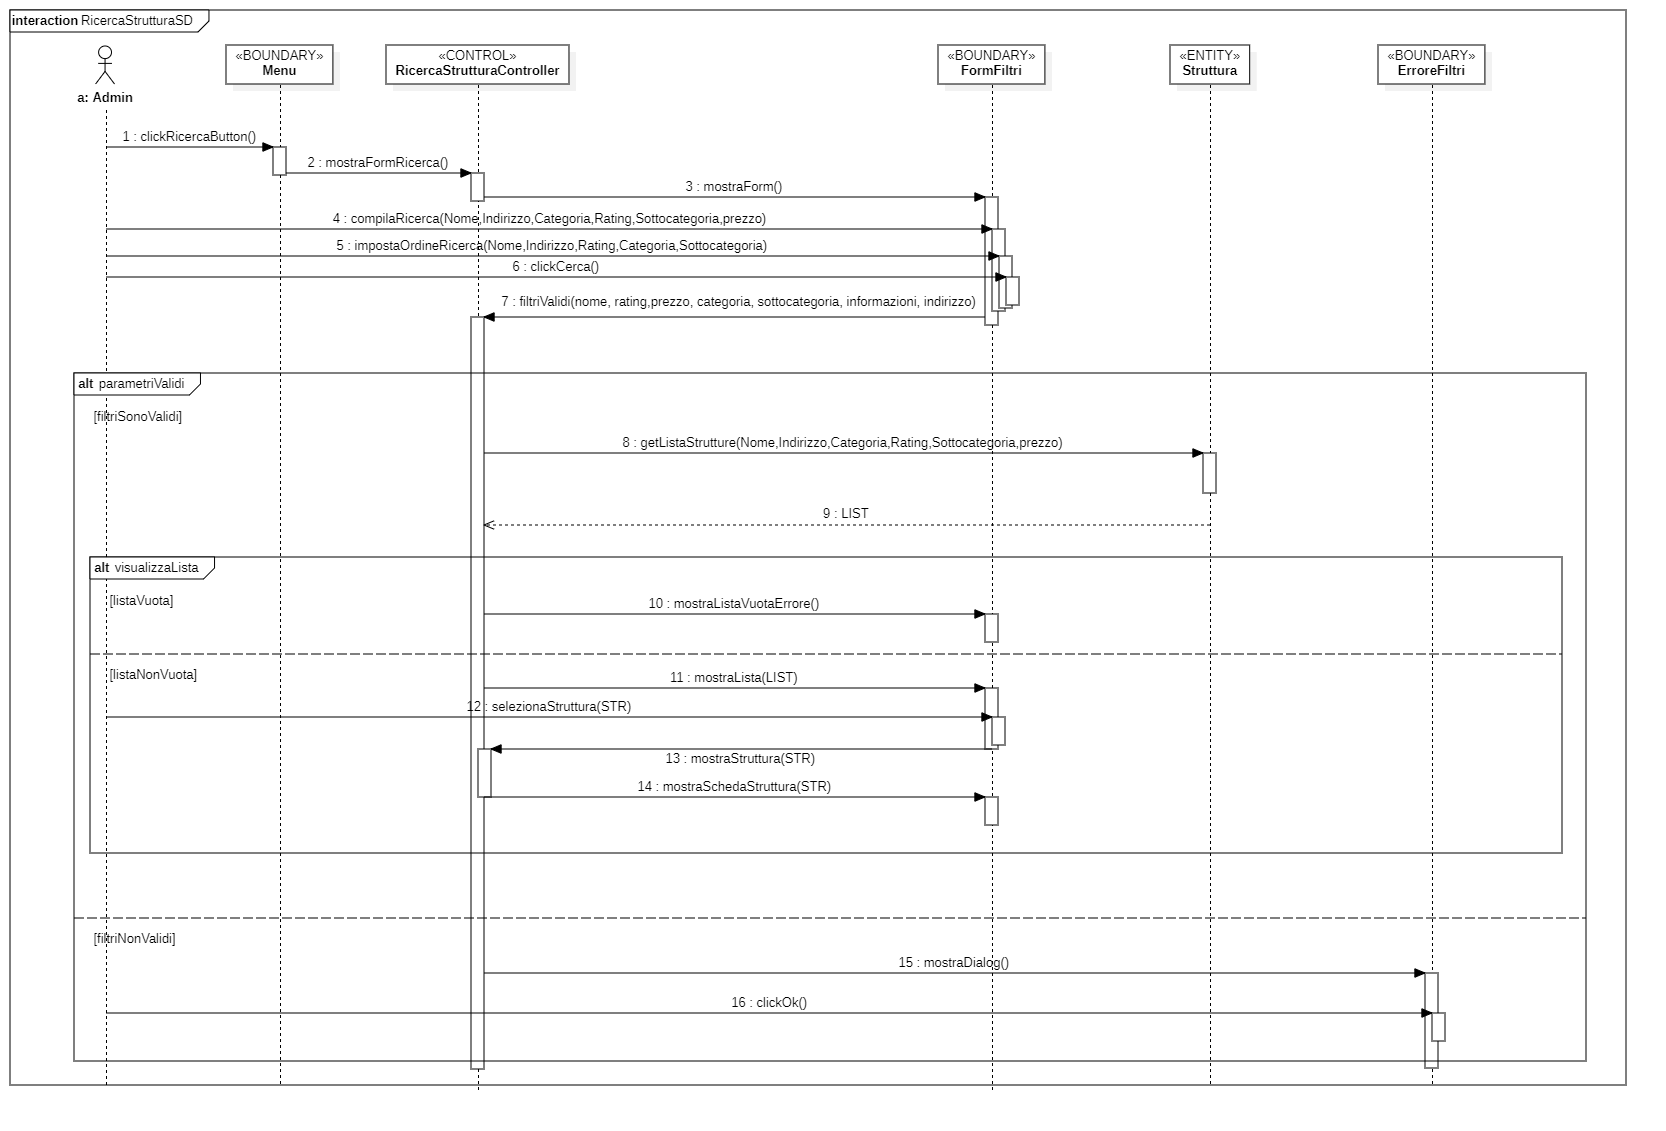 interaction RicercaStrutturaSD
«BOUNDARY»
Menu
«CONTROL»
RicercaStrutturaController
«BOUNDARY»
FormFiltri
«ENTITY»
Struttura
«BOUNDARY»
ErroreFiltri
a: Admin
1 : clickRicercaButton()
2 : mostraFormRicerca()
3 : mostraForm()
4 : compilaRicerca(Nome,Indirizzo,Categoria,Rating,Sottocategoria,prezzo)
5 : impostaOrdineRicerca(Nome,Indirizzo,Rating,Categoria,Sottocategoria)
6 : clickCerca()
7 : filtriValidi(nome, rating,prezzo, categoria, sottocategoria, informazioni, indirizzo)
alt parametriValidi
[filtriSonoValidi]
8 : getListaStrutture(Nome,Indirizzo,Categoria,Rating,Sottocategoria,prezzo)
9 : LIST
alt visualizzaLista
[listaVuota]
10 : mostraListaVuotaErrore()
[listaNonVuota]
11 : mostraLista(LIST)
12 : selezionaStruttura(STR)
13 : mostraStruttura(STR)
14 : mostraSchedaStruttura(STR)
[filtriNonValidi]
15 : mostraDialog()
16 : clickOk()